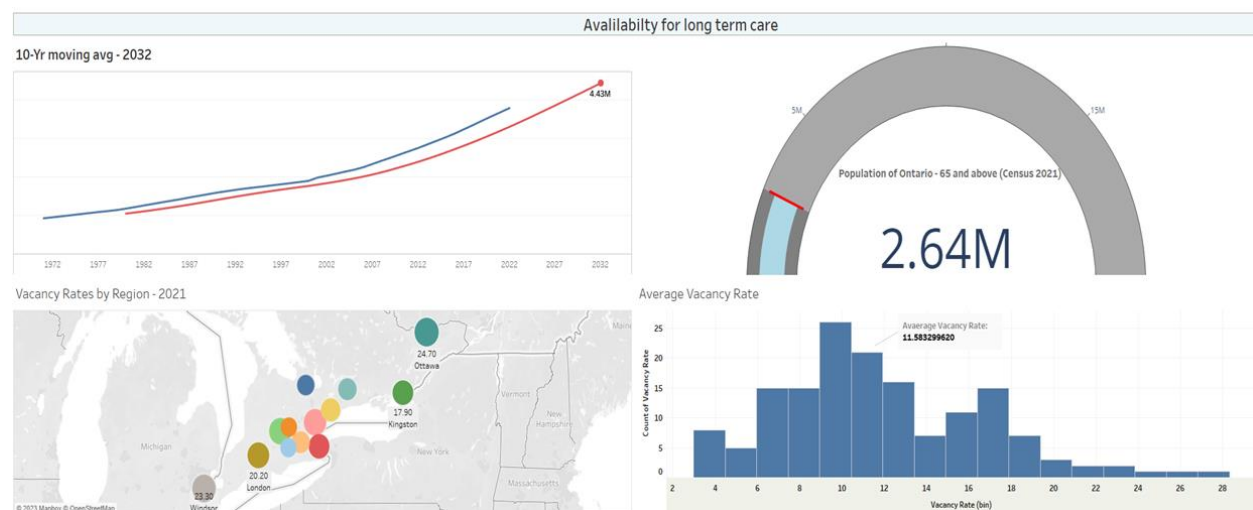 Avalilabilty for long term care
10-Yr moving avg - 2032
4.43M
1972 1977 1982 1987 1992 1997 2002 2007 2012 2017 2022 2027 2032
5M
15M
Population of Ontario - 65 and above (Census 2021)
2.64M
Vacancy Rates by Region - 2021
24.70
Ottawa
17.90
Kingston
20.20
London
23.30
Windsor
Michigan
Vermont
New
Hampshire
New York
Massachusetts
Maine
© 2023 Mapbox © OpenStreetMap
Average Vacancy Rate
Avaerage Vacancy Rate:
11.583299620
Count of Vacancy Rate
25
20
15
10
5
0
2 4 6 8 10 12 14 16 18 20 22 24 26 28
Vacancy Rate (bin)